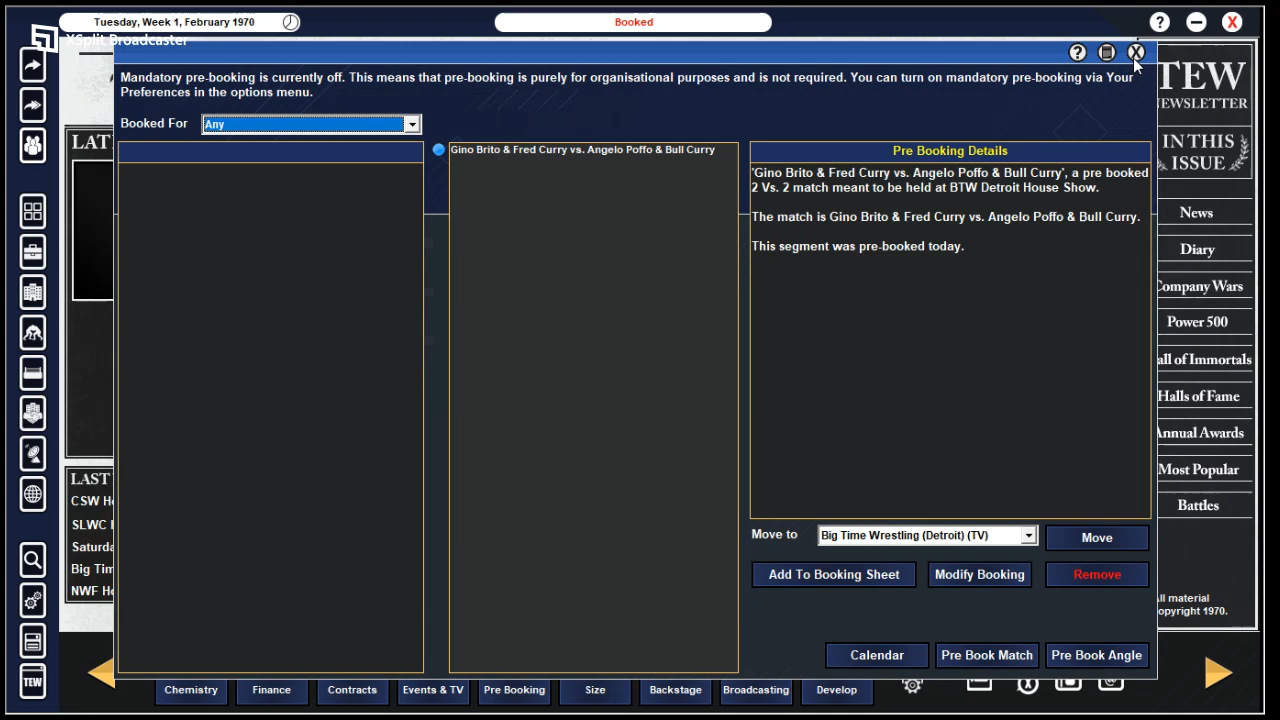 Tuesday, Week 1, February 1970
Booked
?
X
XSplit Broadcaster
?
X
Mandatory pre-booking is currently off. This means that pre-booking is purely for organisational purposes and is not required. You can turn on mandatory pre-booking via Your
Preferences in the options menu.
Booked For
Any
Gino Brito & Fred Curry vs. Angelo Poffo & Bull Curry
Pre Booking Details
'Gino Brito & Fred Curry vs. Angelo Poffo & Bull Curry', a pre booked
2 Vs. 2 match meant to be held at BTW Detroit House Show.
The match is Gino Brito & Fred Curry vs. Angelo Poffo & Bull Curry.
This segment was pre-booked today.
Move to
Big Time Wrestling (Detroit) (TV)
Move
Add To Booking Sheet
Modify Booking
Remove
Calendar
Pre Book Match
Pre Book Angle
LAT
LAST
CSW H
SLWC
Saturda
Big Tim
NWF H
TEW
EWSLETTER
IN THIS
ISSUE
News
Diary
Company Wars
Power 500
all of Immortals
Halls of Fame
Annual Awards
Most Popular
Battles
All material
opyright 1970.
TEW
Chemistry
Finance
Contracts
Events & TV
Pre Booking
Size
Backstage
Broadcasting
Develop